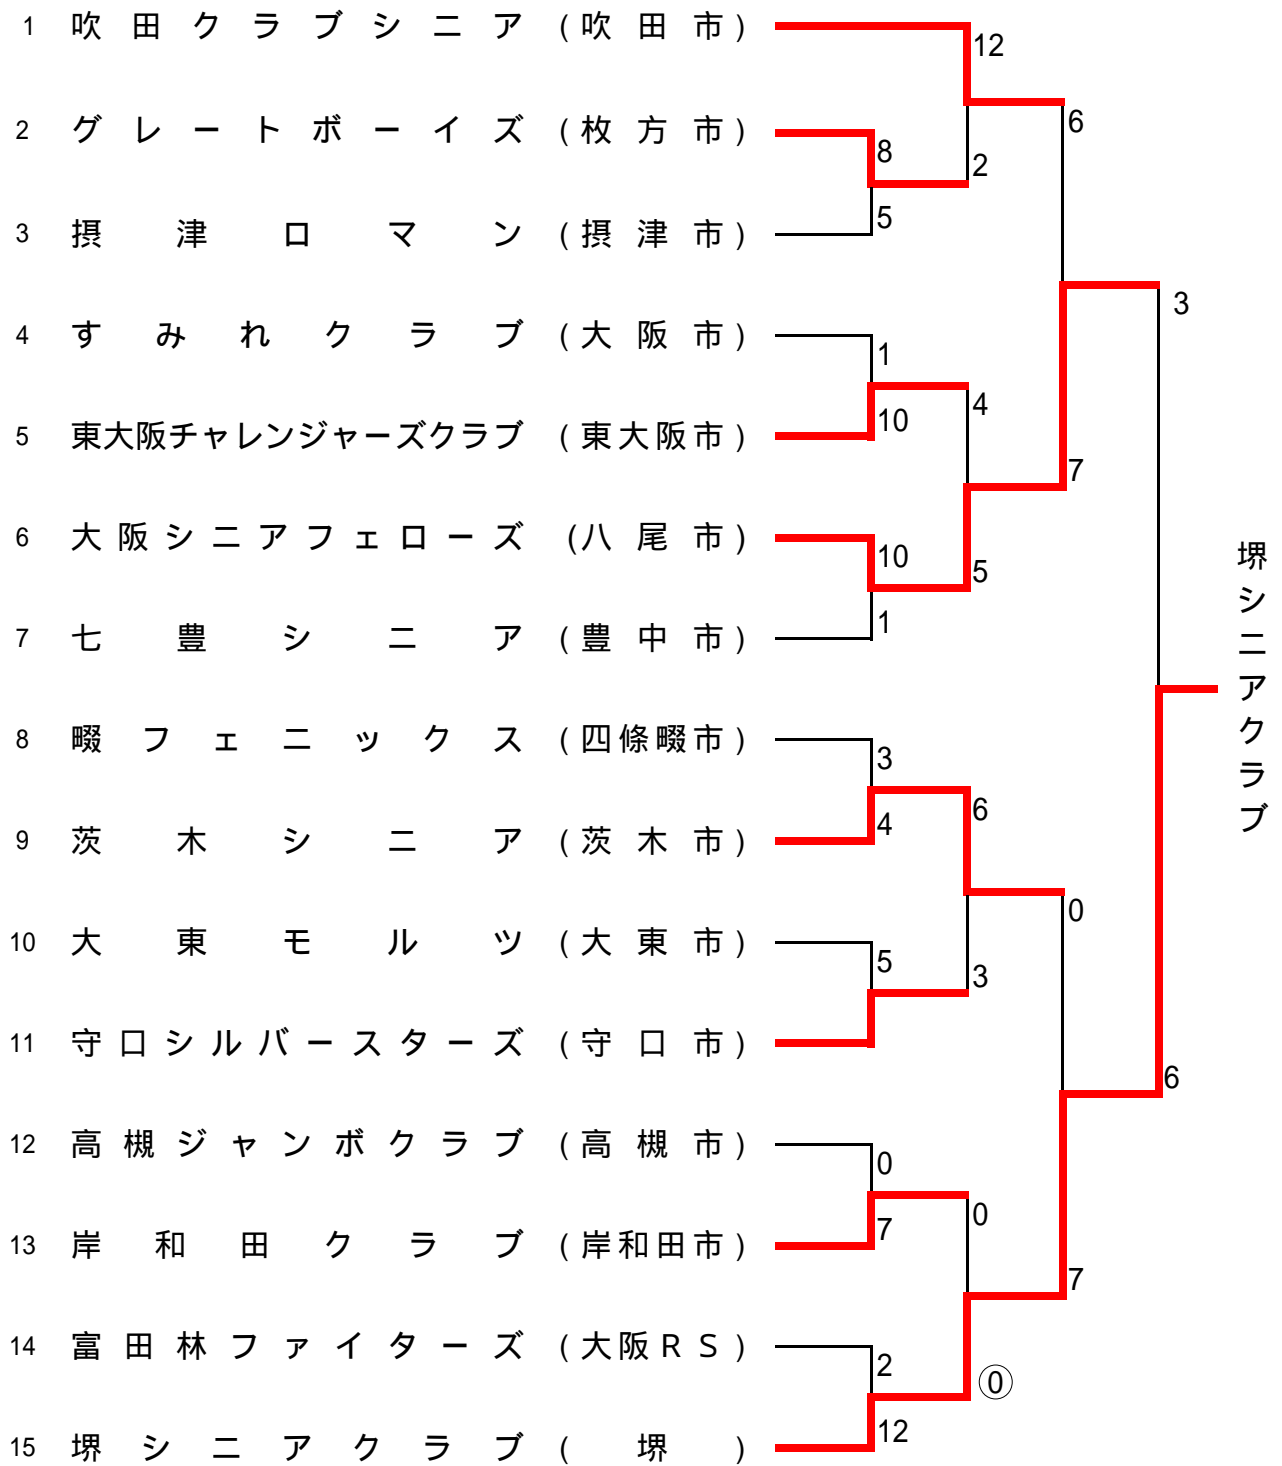 1 吹田クラブシニア (吹田市)
12
6
2 グレートボーイズ (枚方市)
8
2
3 摂津ロマン (摂津市)
5
3
4 すみれクラブ (大阪市)
1
4
5 東大阪チャレンジャーズクラブ (東大阪市)
10
7
6 大阪シニアフェローズ (八尾市)
10
5
7 七豊シニア (豊中市)
1
堺シニアクラブ
8 畷フェニックス (四條畷市)
3
6
9 茨木シニア (茨木市)
4
0
10 大東モルツ (大東市)
5
3
11 守口シルバースターズ (守口市)
6
12 高槻ジャンボクラブ (高槻市)
0
0
13 岸和田クラブ (岸和田市)
7
7
14 富田林ファイターズ (大阪RS)
2
⓪
15 堺シニアクラブ (堺)
12